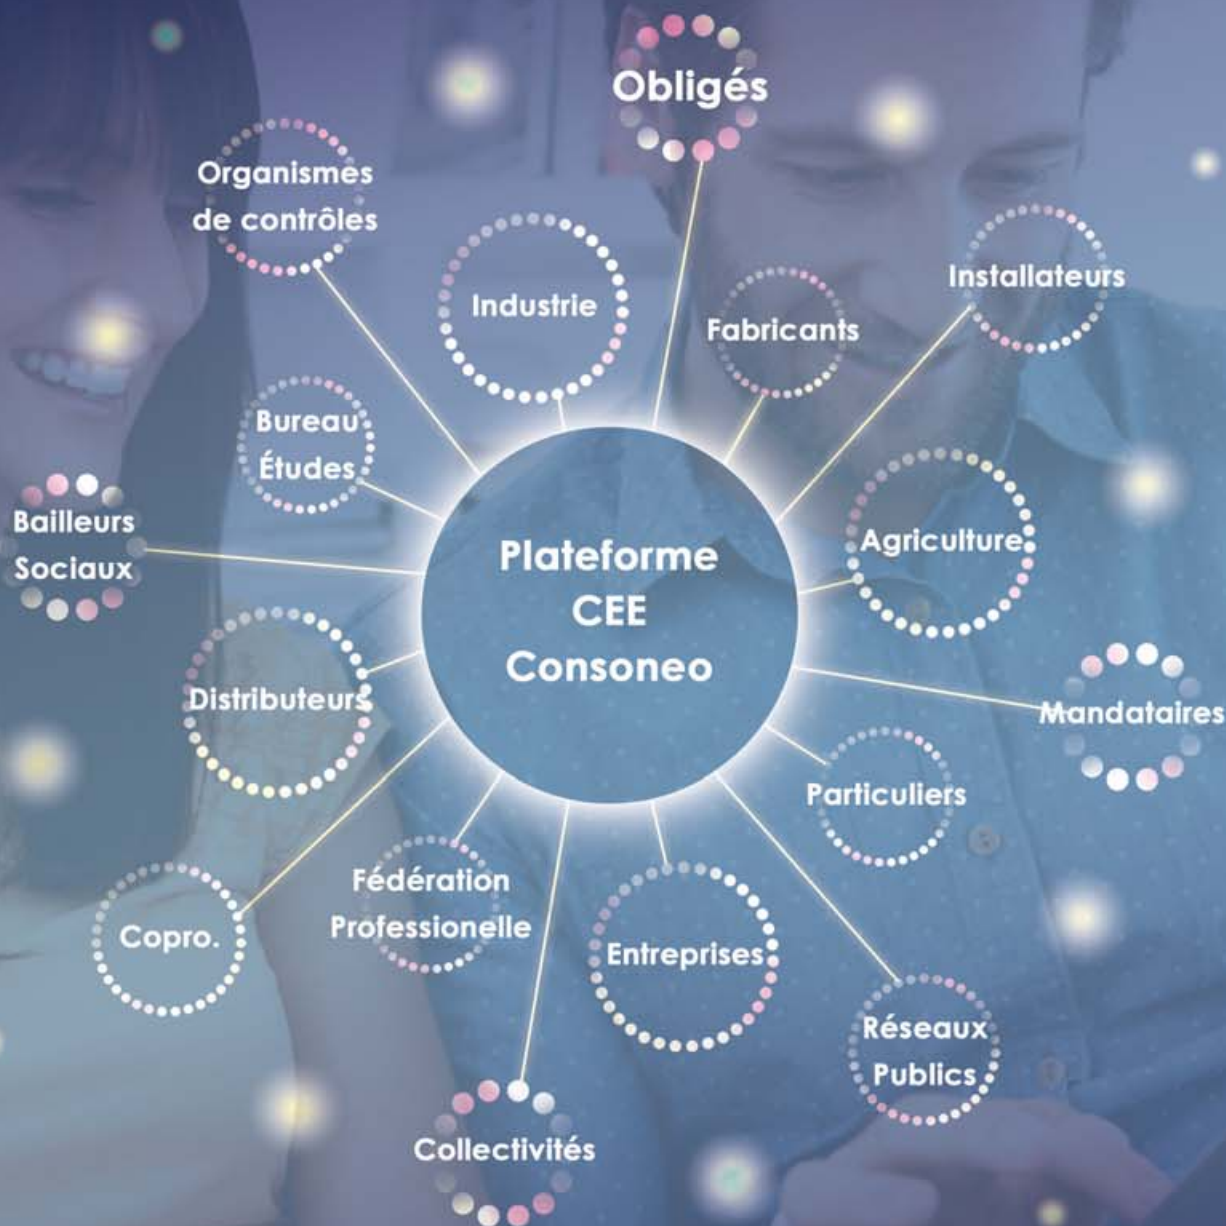 Obligés
Organismes
de contrôles
Industrie
Fabricants
Installateurs
Bureau
Études
Bailleurs
Sociaux
Plateforme
CEE
Consoneo
Agriculture
Distributeurs
Mandataires
Particuliers
Copro.
Fédération
Professionelle
Entreprises
Réseaux
Publics
Collectivités